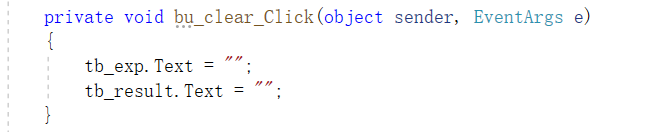 private void bu_clear_Click(object sender, EventArgs e)
{
tb_exp.Text = "";
tb_result.Text = "";
}